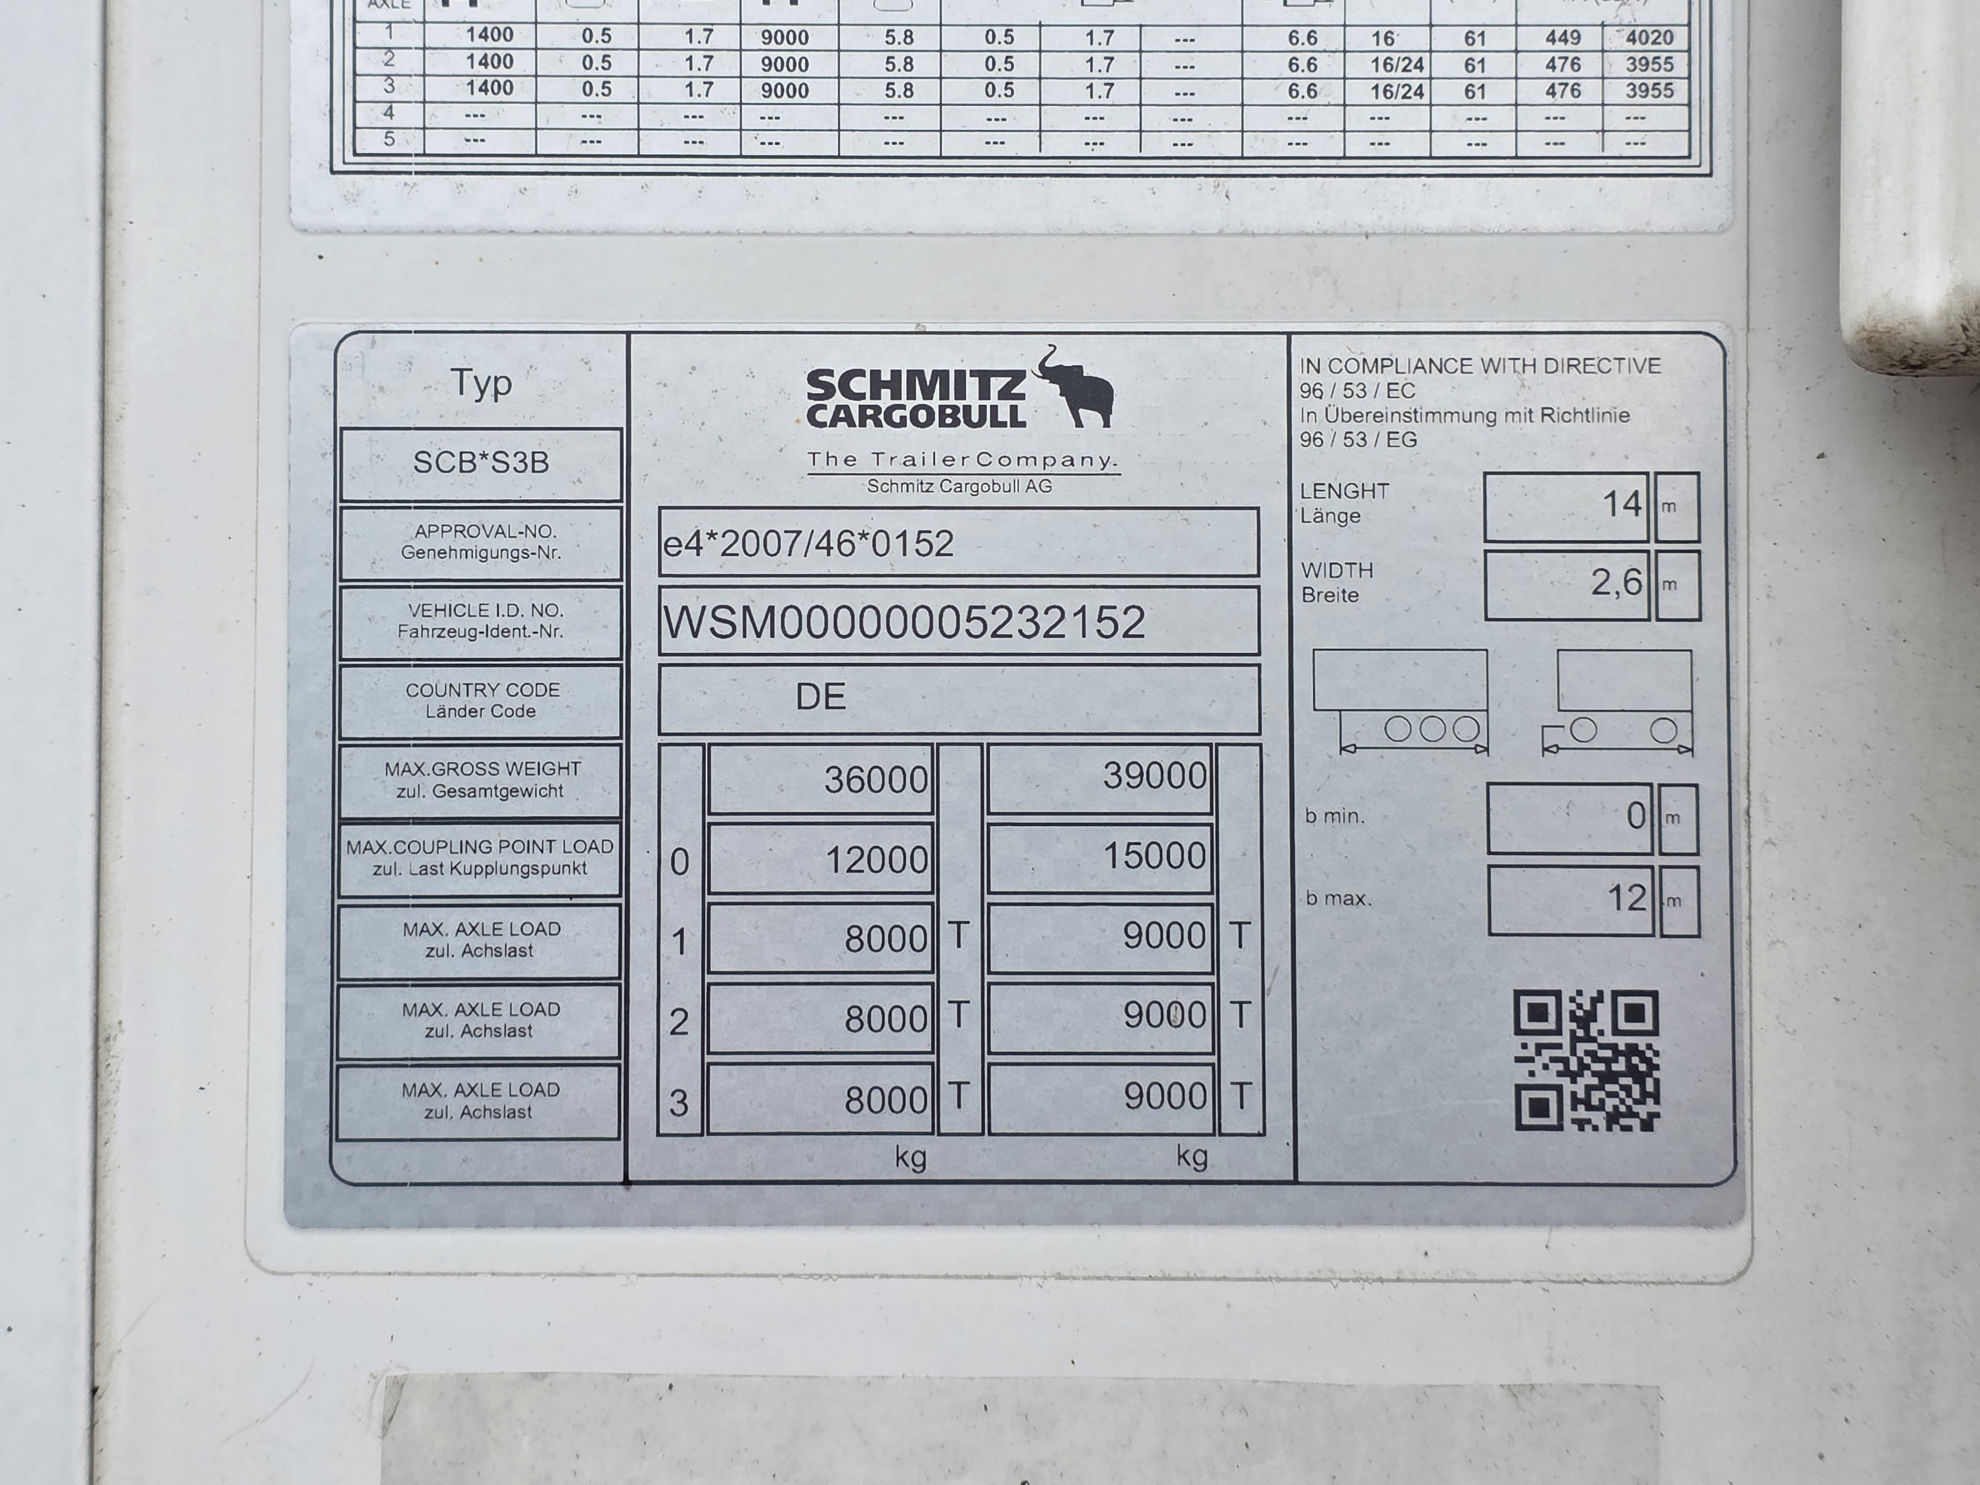 AXLE
1 1400 0.5 1.7 9000 5.8 0.5 1.7 --- 6.6 16 61 449 4020
2 1400 0.5 1.7 9000 5.8 0.5 1.7 --- 6.6 16/24 61 476 3955
3 1400 0.5 1.7 9000 5.8 0.5 1.7 --- 6.6 16/24 61 476 3955
4 --- --- --- --- --- --- --- --- --- --- --- --- ---
5 --- --- --- --- --- --- --- --- --- --- --- --- ---
Typ
SCB*S3B
SCHMITZ
CARGOBULL
The Trailer Company.
Schmitz Cargobull AG
APPROVAL-NO.
Genehmigungs-Nr.
e4*2007/46*0152
VEHICLE I.D. NO.
Fahrzeug-Ident.-Nr.
WSM00000005232152
COUNTRY CODE
Länder Code
DE
MAX.GROSS WEIGHT
zul. Gesamtgewicht
36000 39000
MAX.COUPLING POINT LOAD
zul. Last Kupplungspunkt
0 12000 15000
MAX. AXLE LOAD
zul. Achslast
1 8000 T 9000 T
MAX. AXLE LOAD
zul. Achslast
2 8000 T 9000 T
MAX. AXLE LOAD
zul. Achslast
3 8000 T 9000 T
kg kg
IN COMPLIANCE WITH DIRECTIVE
96 / 53 / EC
In Übereinstimmung mit Richtlinie
96 / 53 / EG
LENGHT
Länge
14 m
WIDTH
Breite
2,6 m
b min. 0 m
b max. 12 m